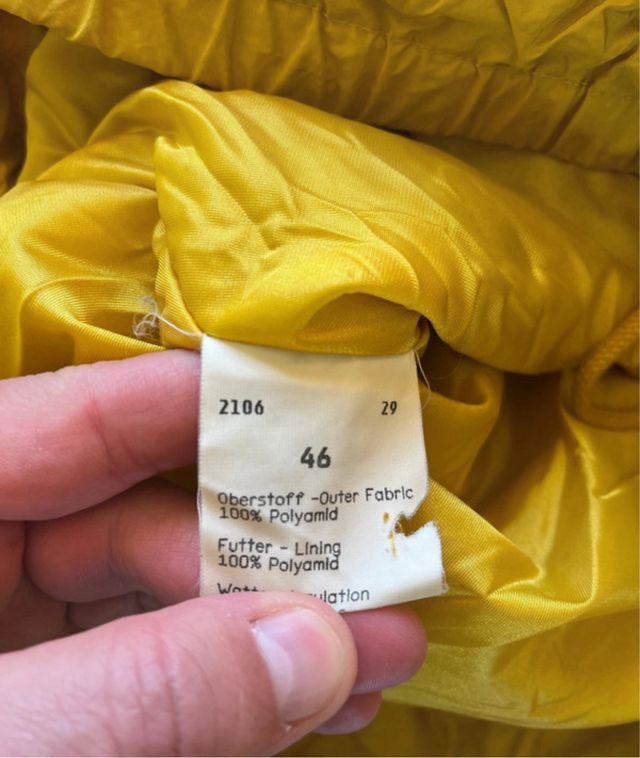 2106 29
46
Oberstoff -Outer Fabric
100% Polyamid
Futter - Lining
100% Polyamid